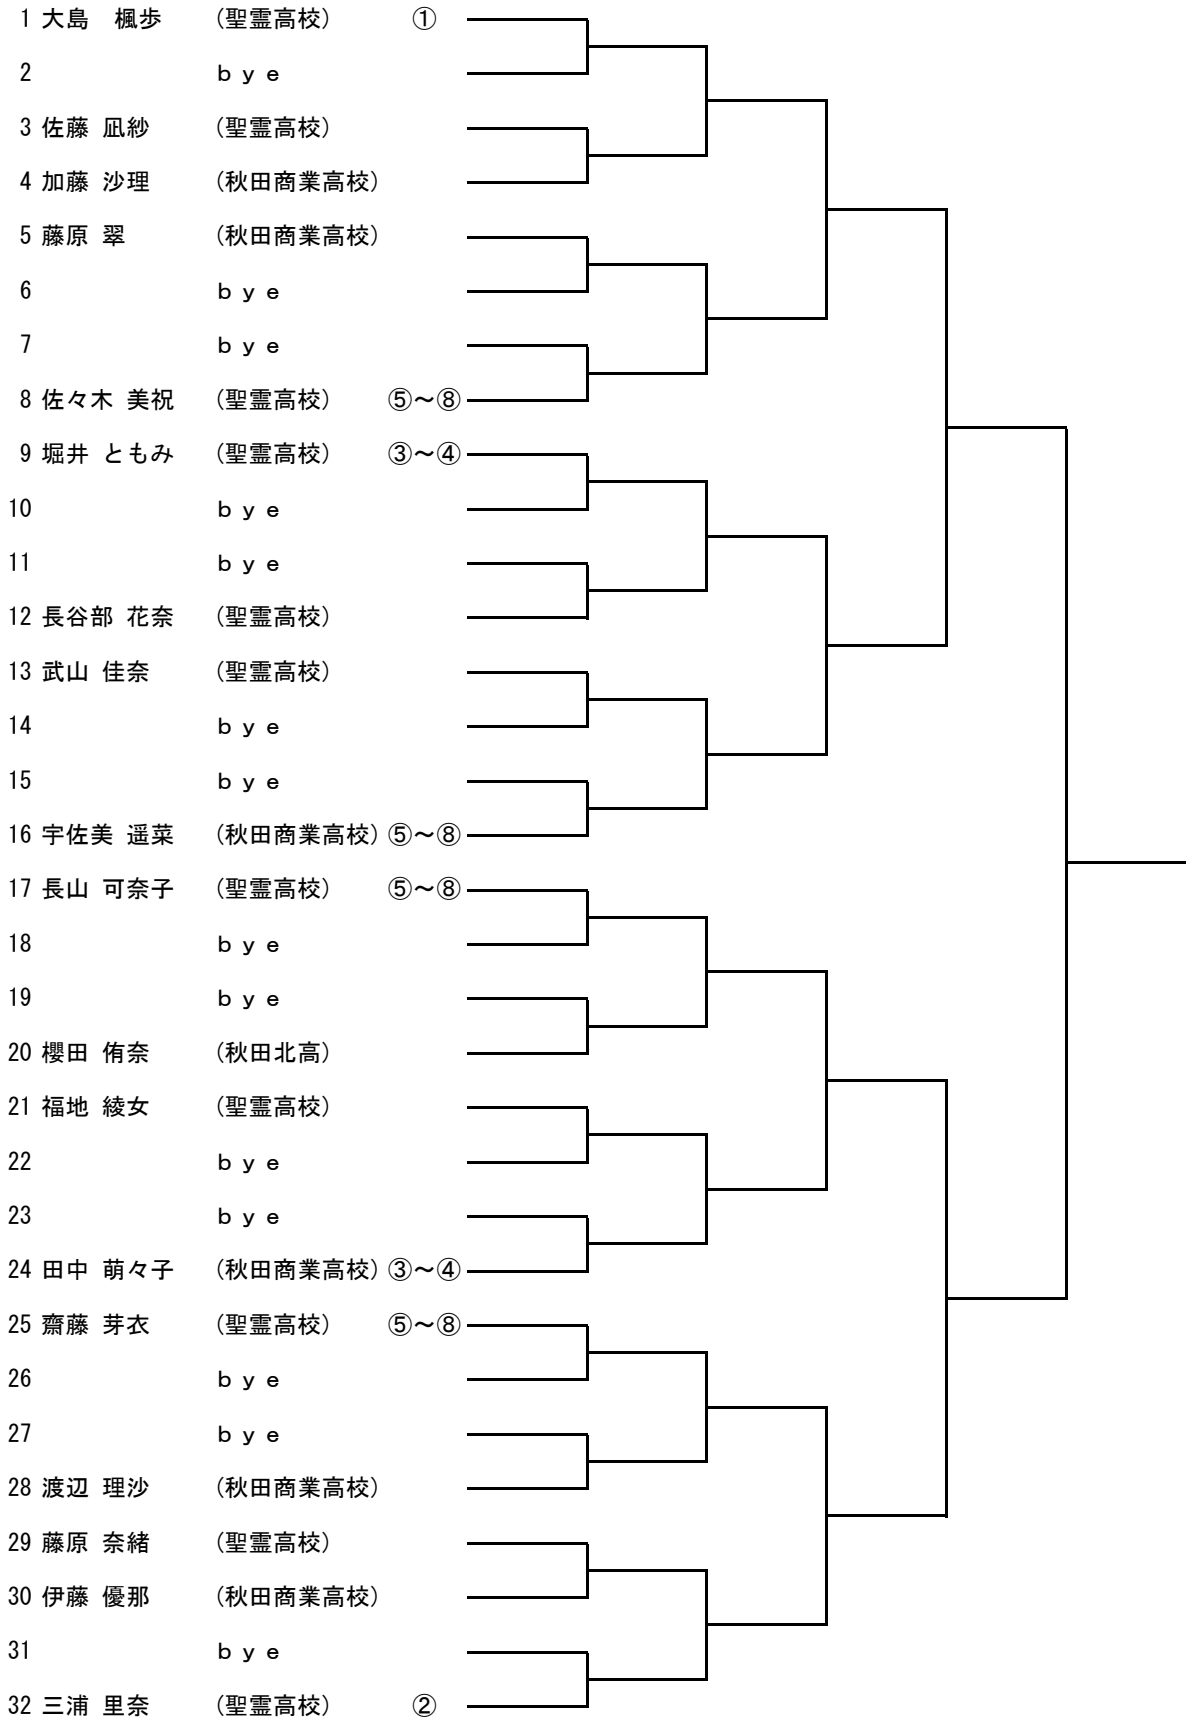 1 大島　楓歩 (聖霊高校) ①
2 ｂｙｅ
3 佐藤 凪紗 (聖霊高校)
4 加藤 沙理 (秋田商業高校)
5 藤原 翠 (秋田商業高校)
6 ｂｙｅ
7 ｂｙｅ
8 佐々木 美祝 (聖霊高校) ⑤～⑧
9 堀井 ともみ (聖霊高校) ③～④
10 ｂｙｅ
11 ｂｙｅ
12 長谷部 花奈 (聖霊高校)
13 武山 佳奈 (聖霊高校)
14 ｂｙｅ
15 ｂｙｅ
16 宇佐美 遥菜 (秋田商業高校) ⑤～⑧
17 長山 可奈子 (聖霊高校) ⑤～⑧
18 ｂｙｅ
19 ｂｙｅ
20 櫻田 侑奈 (秋田北高)
21 福地 綾女 (聖霊高校)
22 ｂｙｅ
23 ｂｙｅ
24 田中 萌々子 (秋田商業高校) ③～④
25 齋藤 芽衣 (聖霊高校) ⑤～⑧
26 ｂｙｅ
27 ｂｙｅ
28 渡辺 理沙 (秋田商業高校)
29 藤原 奈緒 (聖霊高校)
30 伊藤 優那 (秋田商業高校)
31 ｂｙｅ
32 三浦 里奈 (聖霊高校) ②